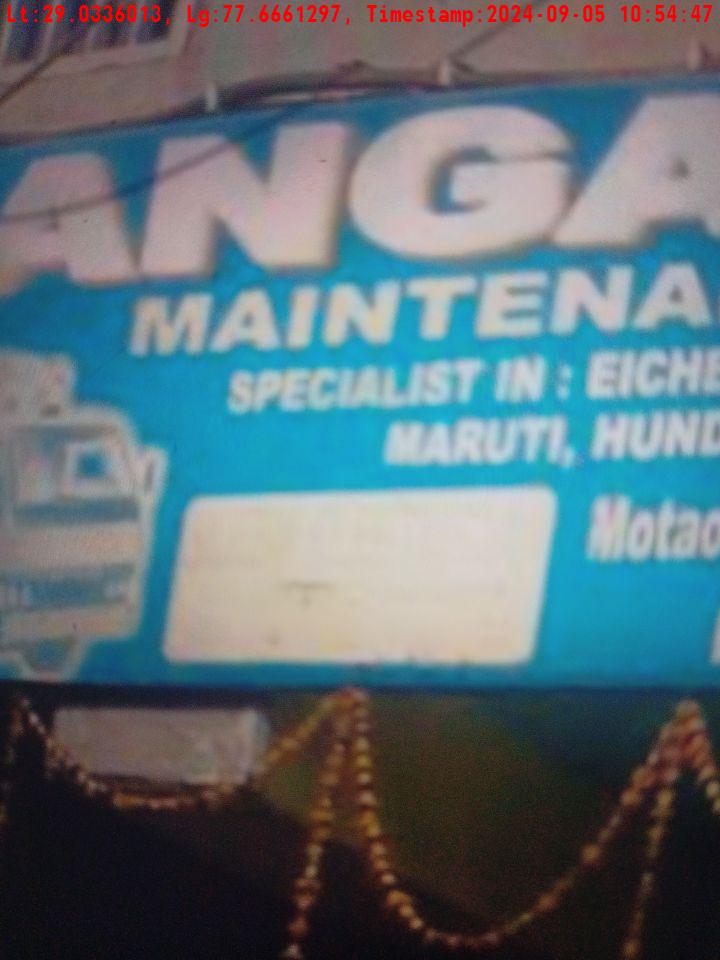 Lt:29.0336013, Lg:77.6661297, Timestamp:2024-09-05 10:54:47
ANGA
MAINTENA
SPECIALIST IN : EICHE
MARUTI, HUND
Motao